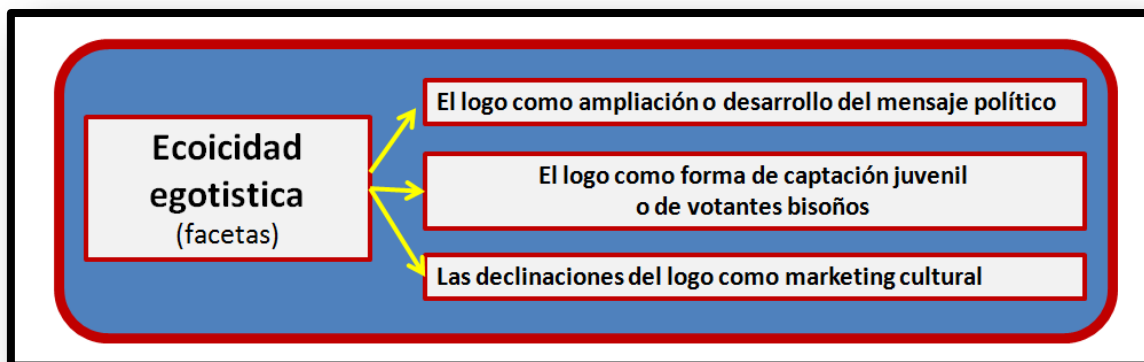 Ecoicidad
egotistica
(facetas)
El logo como ampliación o desarrollo del mensaje político
El logo como forma de captación juvenil
o de votantes bisoños
Las declinaciones del logo como marketing cultural